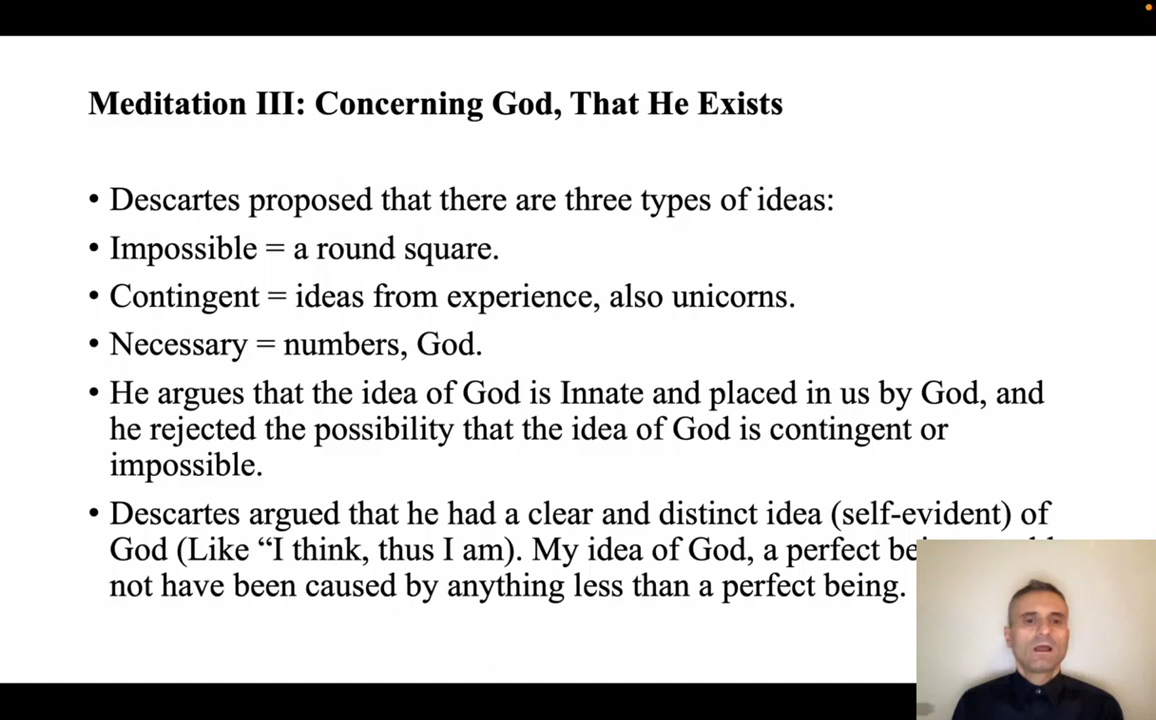 Meditation III: Concerning God, That He Exists
• Descartes proposed that there are three types of ideas:
• Impossible = a round square.
• Contingent = ideas from experience, also unicorns.
• Necessary = numbers, God.
• He argues that the idea of God is Innate and placed in us by God, and
he rejected the possibility that the idea of God is contingent or
impossible.
• Descartes argued that he had a clear and distinct idea (self-evident) of
God (Like “I think, thus I am). My idea of God, a perfect
not have been caused by anything less than a perfect being.